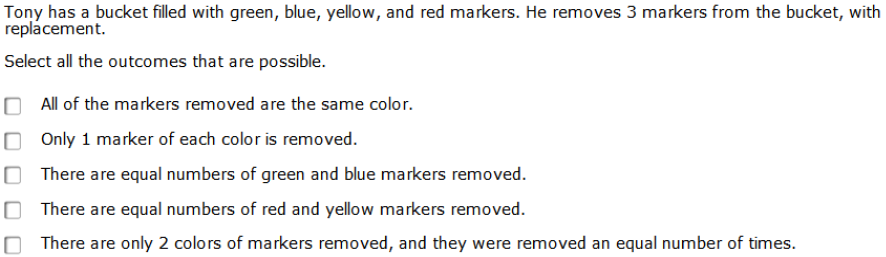 Tony has a bucket filled with green, blue, yellow, and red markers. He removes 3 markers from the bucket, with
replacement.
Select all the outcomes that are possible.
All of the markers removed are the same color.
Only 1 marker of each color is removed.
There are equal numbers of green and blue markers removed.
There are equal numbers of red and yellow markers removed.
There are only 2 colors of markers removed, and they were removed an equal number of times.